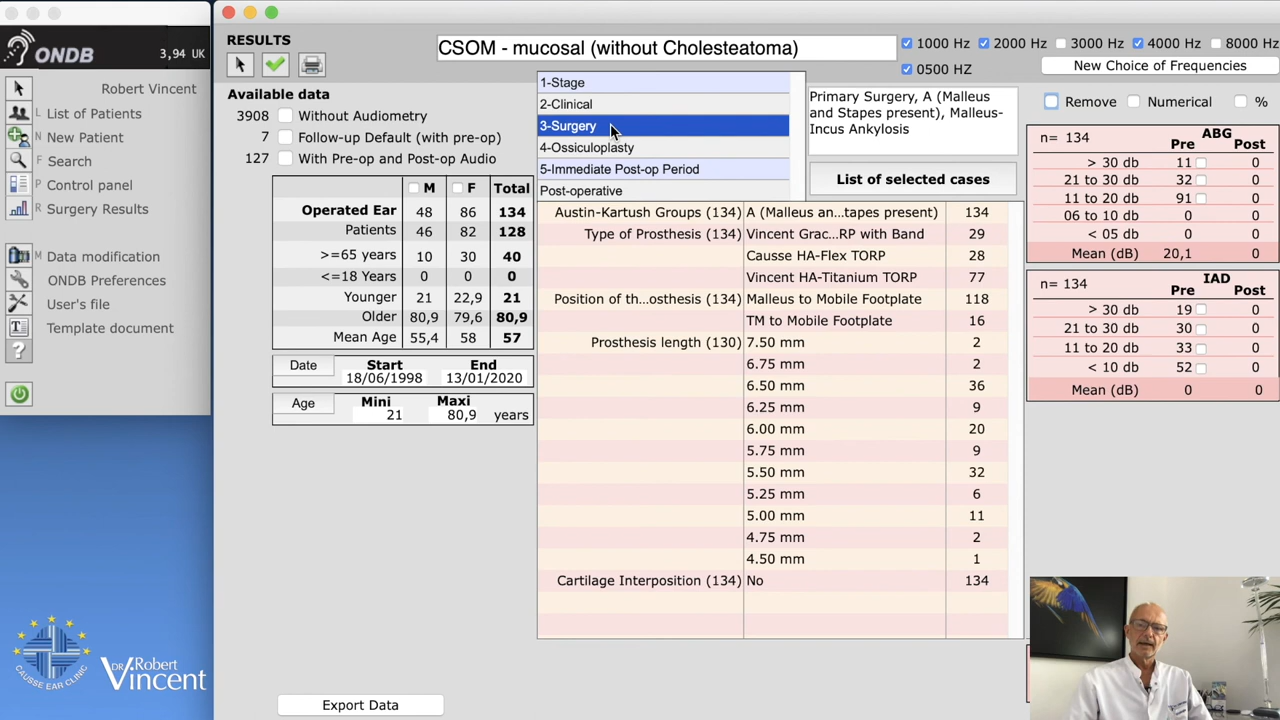 ONDB
3,94 UK
Robert Vincent
L List of Patients
N New Patient
F Search
P Control panel
R Surgery Results
M Data modification
ONDB Preferences
User's file
Template document
?
CAUSSE EAR CLINIC
DR Robert
Vincent
RESULTS
CSOM - mucosal (without Cholesteatoma)
1000 Hz 2000 Hz 3000 Hz 4000 Hz 8000 Hz
0500 HZ
New Choice of Frequencies
Remove Numerical %
Available data
3908 Without Audiometry
7 Follow-up Default (with pre-op)
127 With Pre-op and Post-op Audio
M F Total
Operated Ear 48 86 134
Patients 46 82 128
>=65 years 10 30 40
<=18 Years 0 0 0
Younger 21 22,9 21
Older 80,9 79,6 80,9
Mean Age 55,4 58 57
Date Start End
18/06/1998 13/01/2020
Age Mini Maxi
21 80,9 years
Export Data
1-Stage
2-Clinical
3-Surgery
4-Ossiculoplasty
5-Immediate Post-op Period
Post-operative
Primary Surgery, A (Malleus
and Stapes present), Malleus-
Incus Ankylosis
List of selected cases
Austin-Kartush Groups (134) A (Malleus an...tapes present) 134
Type of Prosthesis (134) Vincent Grac...RP with Band 29
Causse HA-Flex TORP 28
Vincent HA-Titanium TORP 77
Position of th...osthesis (134) Malleus to Mobile Footplate 118
TM to Mobile Footplate 16
Prosthesis length (130) 7.50 mm 2
6.75 mm 2
6.50 mm 36
6.25 mm 9
6.00 mm 20
5.75 mm 9
5.50 mm 32
5.25 mm 6
5.00 mm 11
4.75 mm 2
4.50 mm 1
Cartilage Interposition (134) No 134
n= 134 ABG
Pre Post
> 30 db 11 0
21 to 30 db 32 0
11 to 20 db 91 0
06 to 10 db 0 0
< 05 db 0 0
Mean (dB) 20,1 0
n= 134 IAD
Pre Post
> 30 db 19 0
21 to 30 db 30 0
11 to 20 db 33 0
< 10 db 52 0
Mean (dB) 0 0